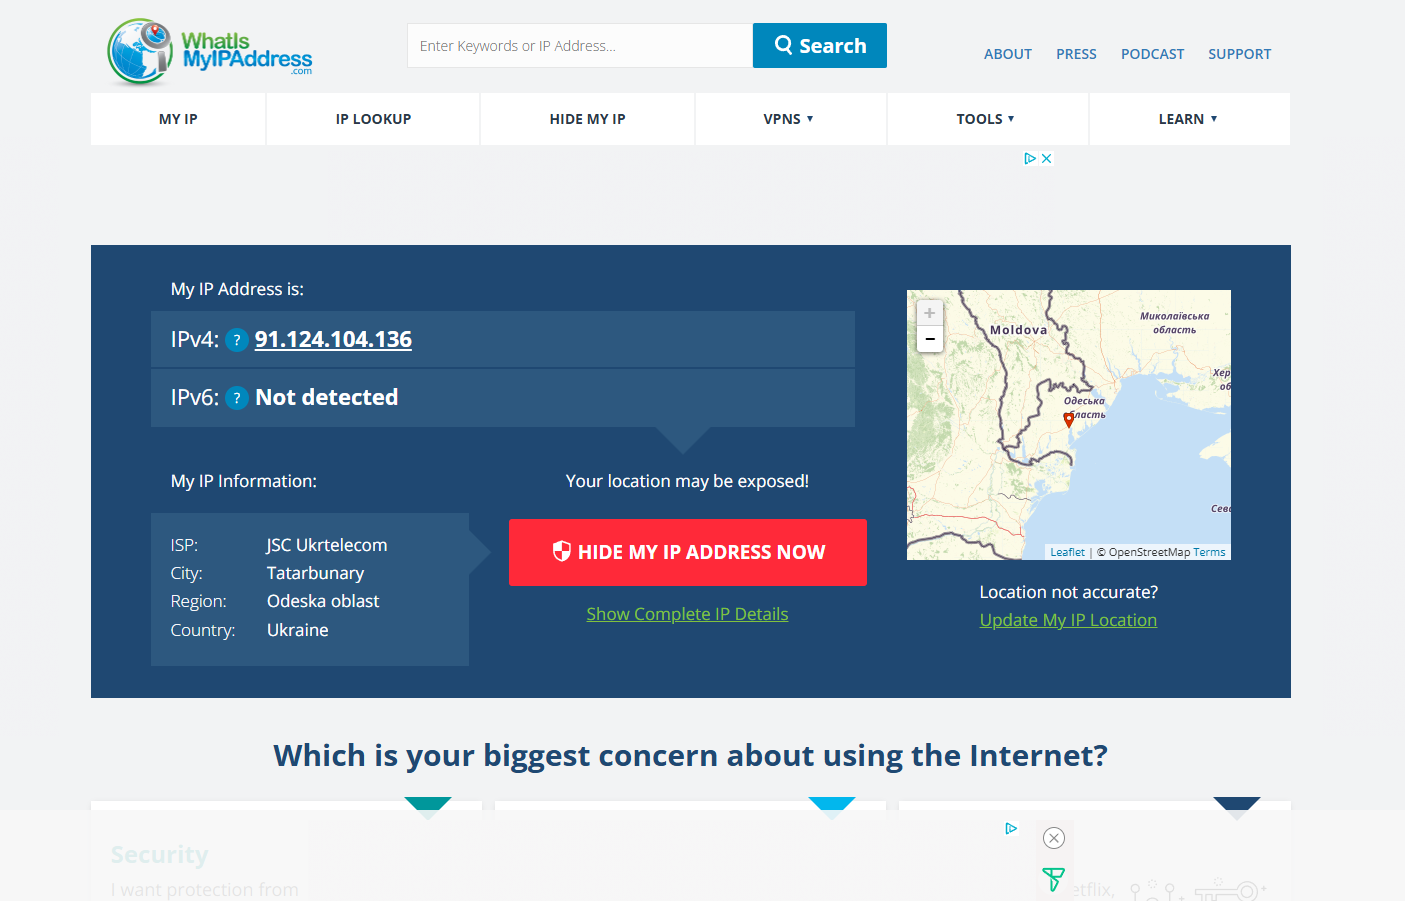 WhatIs
MyIPAddress
.com
Enter Keywords or IP Address...
Search
ABOUT
PRESS
PODCAST
SUPPORT
MY IP
IP LOOKUP
HIDE MY IP
VPNS
TOOLS
LEARN
My IP Address is:
IPv4: ? 91.124.104.136
IPv6: ? Not detected
My IP Information:
ISP: JSC Ukrtelecom
City: Tatarbunary
Region: Odeska oblast
Country: Ukraine
Your location may be exposed!
HIDE MY IP ADDRESS NOW
Show Complete IP Details
+
−
Moldova
Миколаївська
область
Одеська
область
Leaflet | © OpenStreetMap Terms
Location not accurate?
Update My IP Location
Which is your biggest concern about using the Internet?
Security
I want protection from